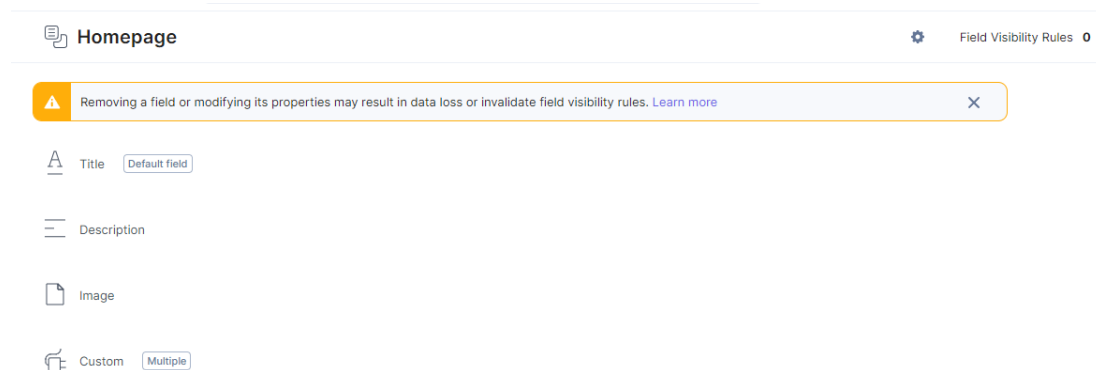 Homepage
Field Visibility Rules 0
Removing a field or modifying its properties may result in data loss or invalidate field visibility rules. Learn more
Title Default field
Description
Image
Custom Multiple